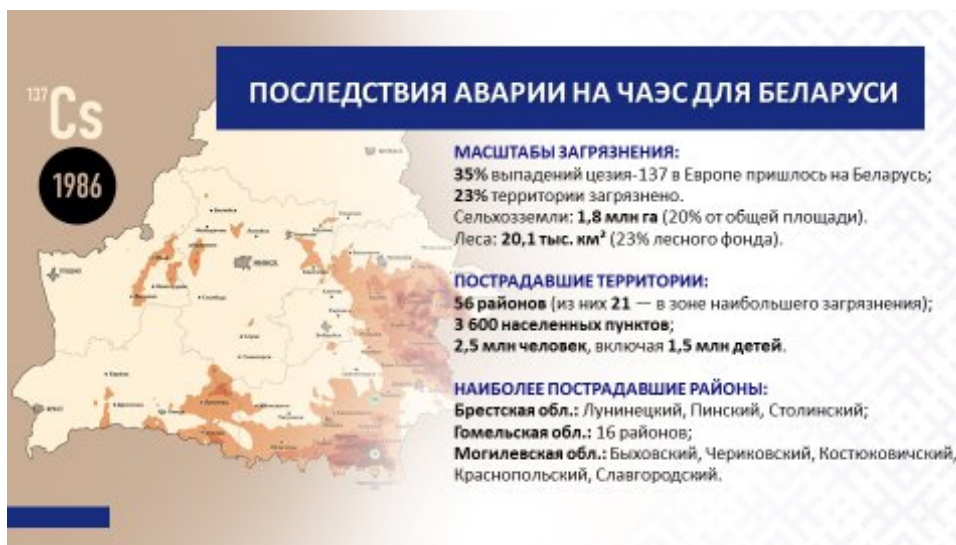 ПОСЛЕДСТВИЯ АВАРИИ НА ЧАЭС ДЛЯ БЕЛАРУСИ
137
Cs
1986
МАСШТАБЫ ЗАГРЯЗНЕНИЯ:
35% выпадений цезия-137 в Европе пришлось на Беларусь;
23% территории загрязнено.
Сельхозземли: 1,8 млн га (20% от общей площади).
Леса: 20,1 тыс. км² (23% лесного фонда).
ПОСТРАДАВШИЕ ТЕРРИТОРИИ:
56 районов (из них 21 — в зоне наибольшего загрязнения);
3 600 населенных пунктов;
2,5 млн человек, включая 1,5 млн детей.
НАИБОЛЕЕ ПОСТРАДАВШИЕ РАЙОНЫ:
Брестская обл.: Лунинецкий, Пинский, Столинский;
Гомельская обл.: 16 районов;
Могилевская обл.: Быховский, Чериковский, Костюковичский,
Краснопольский, Славгородский.